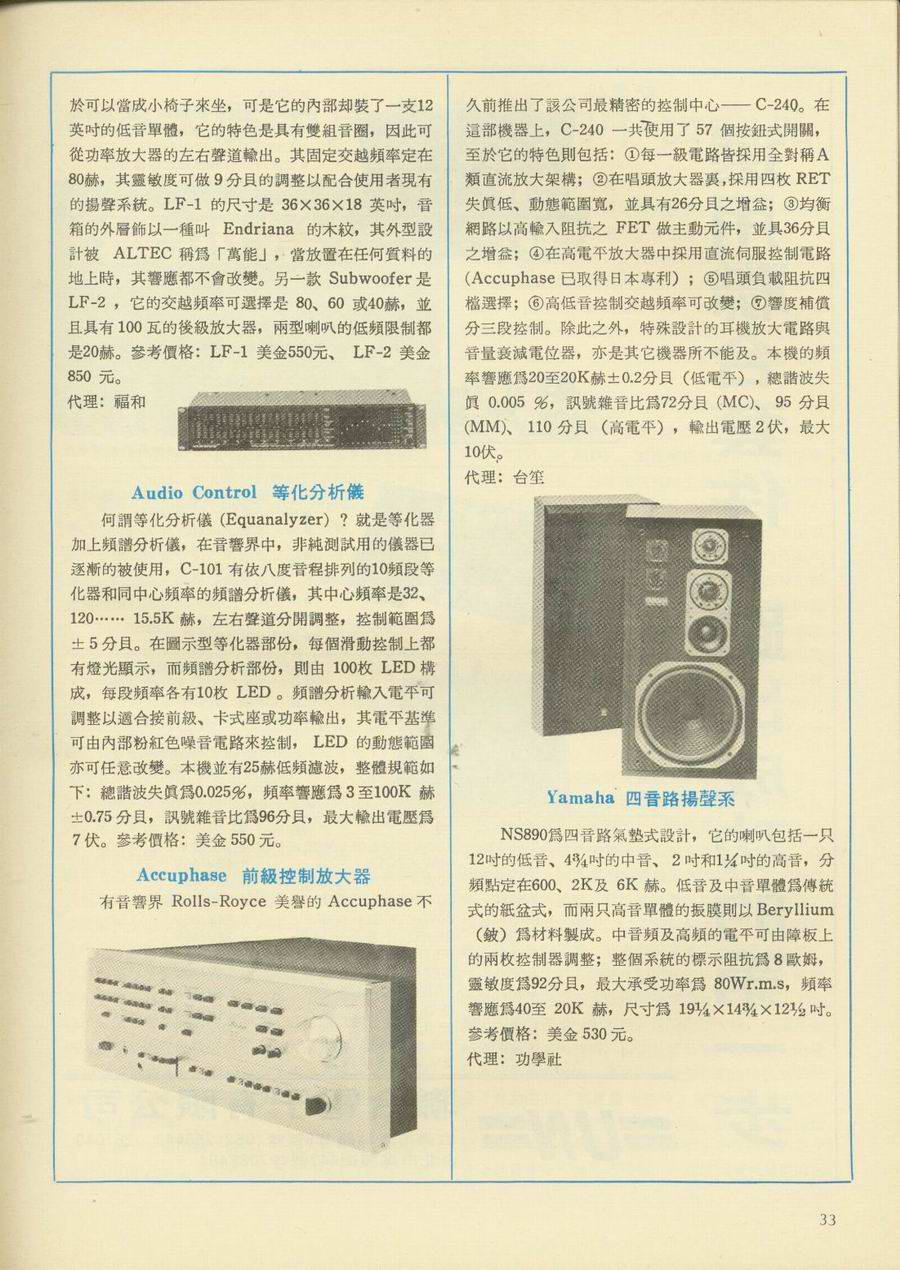 於可以當成小椅子來坐，可是它的內部却裝了一支12
英吋的低音單體，它的特色是具有雙組音圈，因此可
從功率放大器的左右聲道輸出。其固定交越頻率定在
80赫，其靈敏度可做9分貝的調整以配合使用者現有
的揚聲系統。LF-1 的尺寸是 36×36×18 英吋，音
箱的外層飾以一種叫 Endriana 的木紋，其外型設
計被 ALTEC 稱爲「萬能」，當放置在任何質料的
地上時，其響應都不會改變。另一款 Subwoofer 是
LF-2 ，它的交越頻率可選擇是 80、60 或40赫，並
且具有 100 瓦的後級放大器，兩型喇叭的低頻限制都
是20赫。參考價格：LF-1 美金550元、 LF-2 美金
850 元。
代理：福和
Audio Control 等化分析儀
何謂等化分析儀 (Equanalyzer) ？就是等化器
加上頻譜分析儀，在音響界中，非純測試用的儀器已
逐漸的被使用，C-101 有依八度音程排列的10頻段等
化器和同中心頻率的頻譜分析儀，其中心頻率是32、
120…… 15.5K 赫，左右聲道分開調整，控制範圍爲
±5分貝。在圖示型等化器部份，每個滑動控制上都
有燈光顯示，而頻譜分析部份，則由 100枚 LED 構
成，每段頻率各有10枚 LED 。頻譜分析輸入電平可
調整以適合接前級、卡式座或功率輸出，其電平基準
可由內部粉紅色噪音電路來控制， LED 的動態範圍
亦可任意改變。本機並有25赫低頻濾波，整體規範如
下：總諧波失眞爲0.025%，頻率響應爲3至100K 赫
±0.75 分貝，訊號雜音比爲96分貝，最大輸出電壓爲
7伏。參考價格：美金 550 元。
Accuphase 前級控制放大器
有音響界 Rolls-Royce 美譽的 Accuphase 不
久前推出了該公司最精密的控制中心—— C-240。在
這部機器上，C-240 一共使用了 57 個按鈕式開關，
至於它的特色則包括：①每一級電路皆採用全對稱A
類直流放大架構；②在唱頭放大器裏，採用四枚 RET
失眞低、動態範圍寬，並具有26分貝之增益；③均衡
網路以高輸入阻抗之 FET 做主動元件，並具36分貝
之增益；④在高電平放大器中採用直流伺服控制電路
(Accuphase 已取得日本專利) ；⑤唱頭負載阻抗四
檔選擇；⑥高低音控制交越頻率可改變；⑦響度補償
分三段控制。除此之外，特殊設計的耳機放大電路與
音量衰減電位器，亦是其它機器所不能及。本機的頻
率響應爲20至20K赫±0.2分貝（低電平），總諧波失
眞 0.005 %，訊號雜音比爲72分貝 (MC)、 95 分貝
(MM)、 110 分貝 （高電平），輸出電壓2伏，最大
10伏。
代理：台笙
Yamaha 四音路揚聲系
NS890爲四音路氣墊式設計，它的喇叭包括一只
12吋的低音、4¾吋的中音、 2 吋和1¼吋的高音，分
頻點定在600、2K及 6K 赫。低音及中音單體爲傳統
式的紙盆式，而兩只高音單體的振膜則以 Beryllium
（鈹）爲材料製成。中音頻及高頻的電平可由障板上
的兩枚控制器調整；整個系統的標示阻抗爲8歐姆，
靈敏度爲92分貝，最大承受功率爲 80Wr.m.s，頻率
響應爲40至 20K 赫，尺寸爲 19¼×14¾×12½吋。
參考價格：美金 530 元。
代理：功學社
33